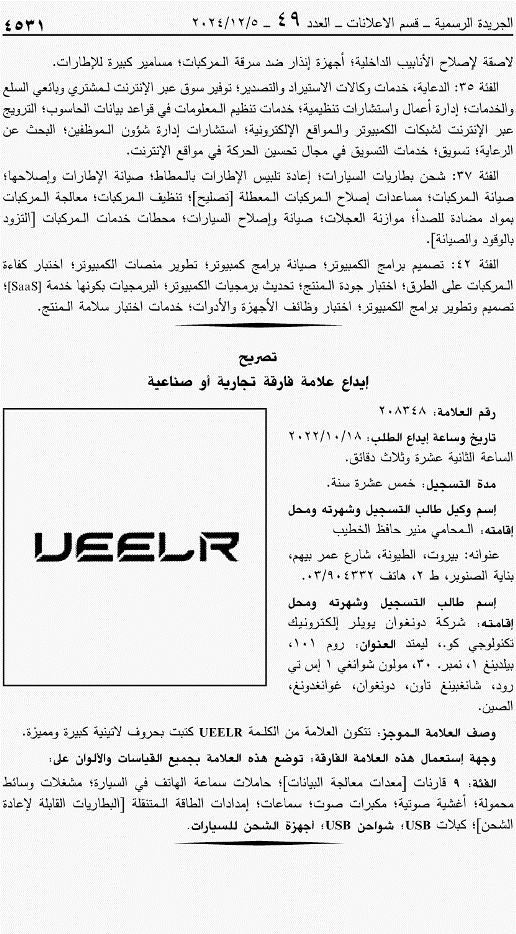 الجريدة الرسمية ــ قسم الاعلانات ــ العدد ٤٩ ــ ٢٠٢٤/١٢/٥
٤٥٣١
لاصقة لإصلاح الأنابيب الداخلية؛ أجهزة إنذار ضد سرقة المركبات؛ مسامير كبيرة للإطارات.
الفئة ٣٥: الدعاية، خدمات وكالات الاستيراد والتصدير؛ توفير سوق عبر الإنترنت لمشتري وبائعي السلع
والخدمات؛ إدارة أعمال واستشارات تنظيمية؛ خدمات تنظيم المعلومات في قواعد بيانات الحاسوب؛ الترويج
عبر الإنترنت لشبكات الكمبيوتر والمواقع الإلكترونية؛ استشارات إدارة شؤون الموظفين؛ البحث عن
الرعاية؛ تسويق؛ خدمات التسويق في مجال تحسين الحركة في مواقع الإنترنت.
الفئة ٣٧: شحن بطاريات السيارات؛ إعادة تلبيس الإطارات بالمطاط؛ صيانة الإطارات وإصلاحها؛
صيانة المركبات؛ مساعدات إصلاح المركبات المعطلة [تصليح]؛ تنظيف المركبات؛ معالجة المركبات
بمواد مضادة للصدأ؛ موازنة العجلات؛ صيانة وإصلاح السيارات؛ محطات خدمات المركبات [التزود
بالوقود والصيانة].
الفئة ٤٢: تصميم برامج الكمبيوتر؛ صيانة برامج كمبيوتر؛ تطوير منصات الكمبيوتر؛ اختبار كفاءة
المركبات على الطرق؛ اختبار جودة المنتج؛ تحديث برمجيات الكمبيوتر؛ البرمجيات بكونها خدمة [SaaS]؛
تصميم وتطوير برامج الكمبيوتر؛ اختبار وظائف الأجهزة والأدوات؛ خدمات اختبار سلامة المنتج.
تصريح
إيداع علامة فارقة تجارية أو صناعية
رقم العلامة: ٢٠٨٣٤٨
تاريخ وساعة إيداع الطلب: ٢٠٢٢/١٠/١٨
الساعة الثانية عشرة وثلاث دقائق.
مدة التسجيل: خمس عشرة سنة.
إسم وكيل طالب التسجيل وشهرته ومحل
إقامته: المحامي منير حافظ الخطيب
عنوانه: بيروت، الطيونة، شارع عمر بيهم،
بناية الصنوبر، ط ٢، هاتف ٠٣/٩٠٤٣٣٢.
إسم طالب التسجيل وشهرته ومحل
إقامته: شركة دونغوان يويلر إلكترونيك
تكنولوجي كو.، ليمتد العنوان: روم ١٠١،
بيلدينغ ١، نمبر. ٣٠، مولون شوانغي ١ إس تي
رود، شانغبينغ تاون، دونغوان، غوانغدونغ،
الصين.
UEELR
وصف العلامة الموجز: تتكون العلامة من الكلمة UEELR كتبت بحروف لاتينية كبيرة ومميزة.
وجهة إستعمال هذه العلامة الفارقة: توضع هذه العلامة بجميع القياسات والألوان على:
الفئة: ٩ قارئات [معدات معالجة البيانات]؛ حاملات سماعة الهاتف في السيارة؛ مشغلات وسائط
محمولة؛ أغشية صوتية؛ مكبرات صوت؛ سماعات؛ إمدادات الطاقة المتنقلة [البطاريات القابلة لإعادة
الشحن]؛ كبلات USB؛ شواحن USB؛ أجهزة الشحن للسيارات.